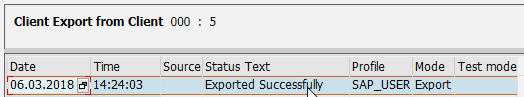 Client Export from Client 000 : 5
Date Time Source Status Text Profile Mode Test mode
06.03.2018 14:24:03 Exported Successfully SAP_USER Export